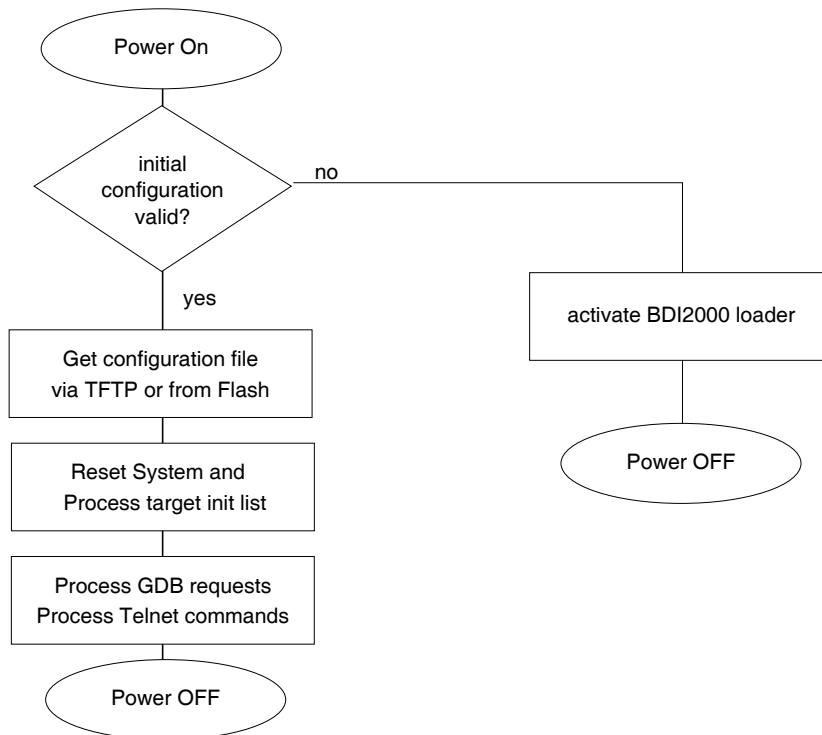 Power On
initial
configuration
valid?
no
yes
activate BDI2000 loader
Get configuration file
via TFTP or from Flash
Power OFF
Reset System and
Process target init list
Process GDB requests
Process Telnet commands
Power OFF